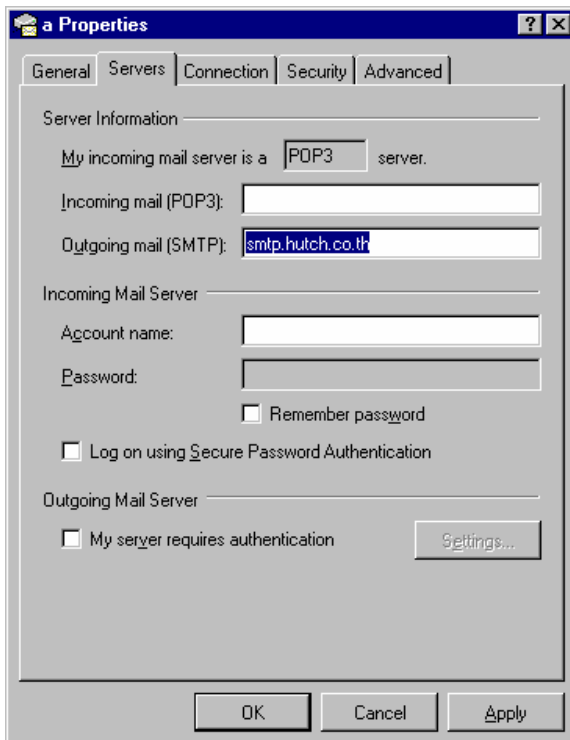 a Properties
General Servers Connection Security Advanced
Server Information
My incoming mail server is a POP3 server.
Incoming mail (POP3):
Outgoing mail (SMTP): smtp.hutch.co.th
Incoming Mail Server
Account name:
Password:
Remember password
Log on using Secure Password Authentication
Outgoing Mail Server
My server requires authentication Settings...
OK Cancel Apply